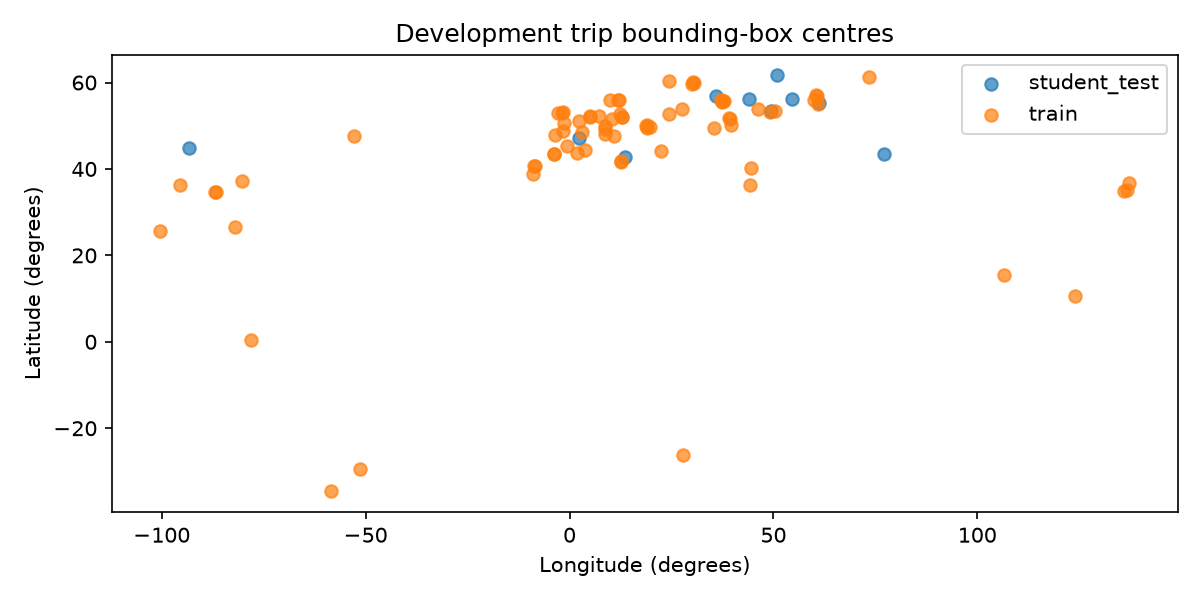 Development trip bounding-box centres
student_test
train
60
40
20
0
−20
Latitude (degrees)
−100
−50
0
50
100
Longitude (degrees)